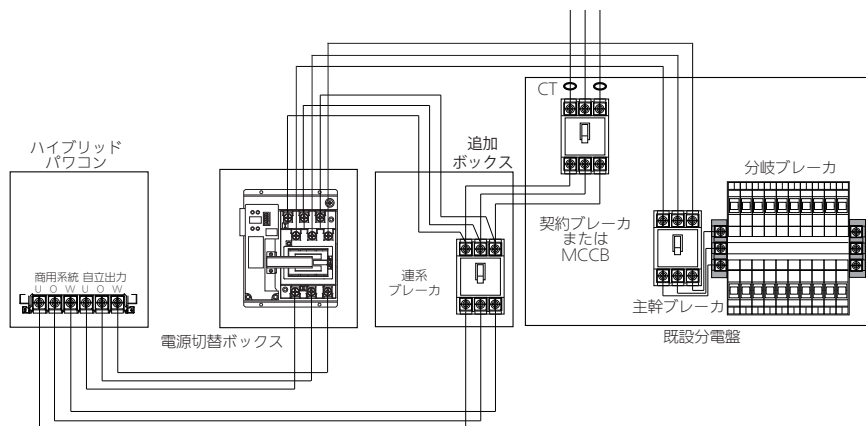 CT
追加
ボックス
ハイブリッド
パワコン
分岐ブレーカ
契約ブレーカ
または
MCCB
連系
ブレーカ
商用系統 自立出力
U O W U O W
主幹ブレーカ
電源切替ボックス
既設分電盤